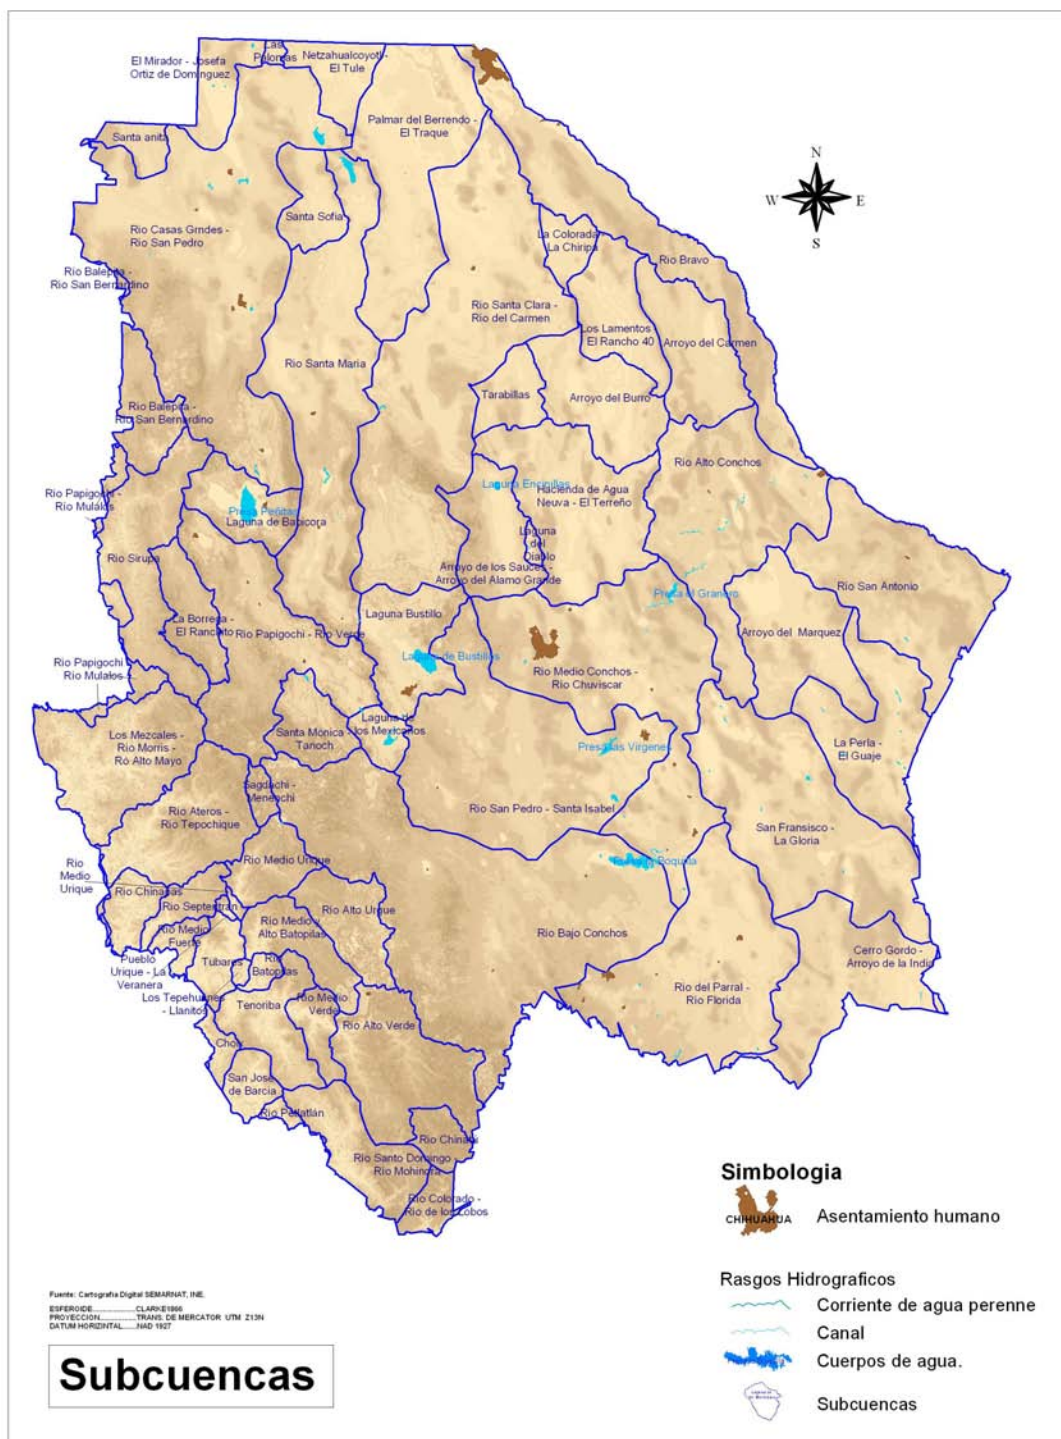 Las
Palomas
Netzahualcoyotl -
El Tule
El Mirador - Josefa
Ortiz de Dominguez
Palmar del Berrendo -
El Traque
Santa anita
N
W
E
S
Santa Sofia
Rio Casas Grndes -
Rio San Pedro
La Colorada -
La Chiripa
Rio Bravo
Rio Balepita -
Rio San Bernardino
Rio Santa Clara -
Rio del Carmen
Los Lamentos
El Rancho 40
Arroyo del Carmen
Rio Santa Maria
Tarabillas
Arroyo del Burro
Rio Balepita -
Rio San Bernardino
Rio Alto Conchos
Laguna Encinillas
Hacienda de Agua
Neuva - El Terreño
Rio Papigochi -
Rio Mulatos
Presa Peñitas
Laguna de Babicora
Laguna
del
Diablo
Rio Sirupa
Arroyo de los Sauces -
Arroyo del Alamo Grande
Rio San Antonio
Presa el Granero
Laguna Bustillo
La Borrega -
El Ranchito
Rio Papigochi - Rio Verde
Arroyo del Marquez
Laguna de Bustillos
Rio Papigochi
Rio Mulatos
Rio Medio Conchos -
Rio Chuviscar
Laguna de
los Mexicanos
Santa Mónica -
Tanoch
Los Mezcales -
Rio Morris -
Ró Alto Mayo
Presa las Virgenes
La Perla -
El Guaje
Sagduchi -
Menenchi
Rio Ateros -
Rio Tepochique
Rio San Pedro - Santa Isabel
San Fransisco -
La Gloria
Rio
Medio
Urique
Rio Medio Urique
Rio Chinapas
Rio Septentrán
Rio Alto Urque
Rio Medio y
Alto Batopilas
Rio Medio
Fuerte
Rio Bajo Conchos
Cerro Gordo -
Arroyo de la India
Pueblo
Urique - La
Veranera
Tubares
Rio
Batopilas
Rio del Parral -
Rio Florida
Los Tepehuanes
- Llanitos
Tenoriba
Rio Medio
Verde
Rio Alto Verde
Choix
San Jose
de Barcia
Rio Petlatlán
Rio Chinatú
Rio Santo Domingo
Rio Mohinora
Rio Colorado -
Rio de los Lobos
Simbologia
CHIHUAHUA
Asentamiento humano
Rasgos Hidrograficos
Corriente de agua perenne
Canal
Cuerpos de agua.
Subcuencas
Fuente: Cartografia Digital SEMARNAT, INE.
ESFEROIDE....................CLARKE1866
PROYECCION.................TRANS. DE MERCATOR UTM Z13N
DATUM HORIZINTAL.......NAD 1927
Subcuencas